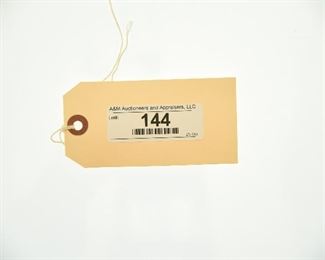 A&M Auctioneers and Appraisers, LLC
Lot#:
144